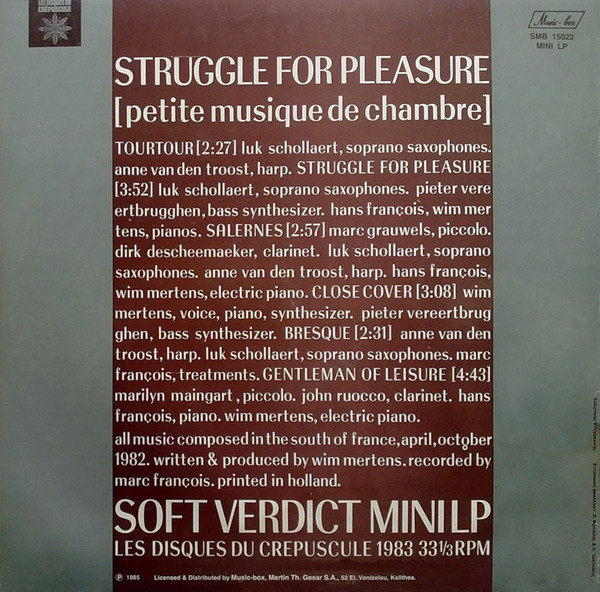 LES DISQUES DU
CREPUSCULE
Music-box
SMB 15022
MINI LP
STRUGGLE FOR PLEASURE
[petite musique de chambre]
TOURTOUR [2:27] luk schollaert, soprano saxophones.
anne van den troost, harp. STRUGGLE FOR PLEASURE
[3:52] luk schollaert, soprano saxophones. pieter vere
ertbrugghen, bass synthesizer. hans françois, wim mer
tens, pianos. SALERNES [2:57] marc grauwels, piccolo.
dirk descheemaeker, clarinet. luk schollaert, soprano
saxophones. anne van den troost, harp. hans françois,
wim mertens, electric piano. CLOSE COVER [3:08] wim
mertens, voice, piano, synthesizer. pieter vereertbrug
ghen, bass synthesizer. BRESQUE [2:31] anne van den
troost, harp. luk schollaert, soprano saxophones. marc
françois, treatments. GENTLEMAN OF LEISURE [4:43]
marilyn maingart, piccolo. john ruocco, clarinet. hans
françois, piano. wim mertens, electric piano.
all music composed in the south of france, april, octobër
1982. written & produced by wim mertens. recorded by
marc françois. printed in holland.
SOFT VERDICT MINI LP
LES DISQUES DU CREPUSCULE 1983 33 1/3 RPM
℗ 1985 Licensed & Distributed by Music-box, Martin Th. Gesar S.A., 52 El. Venizelou, Kalithea.